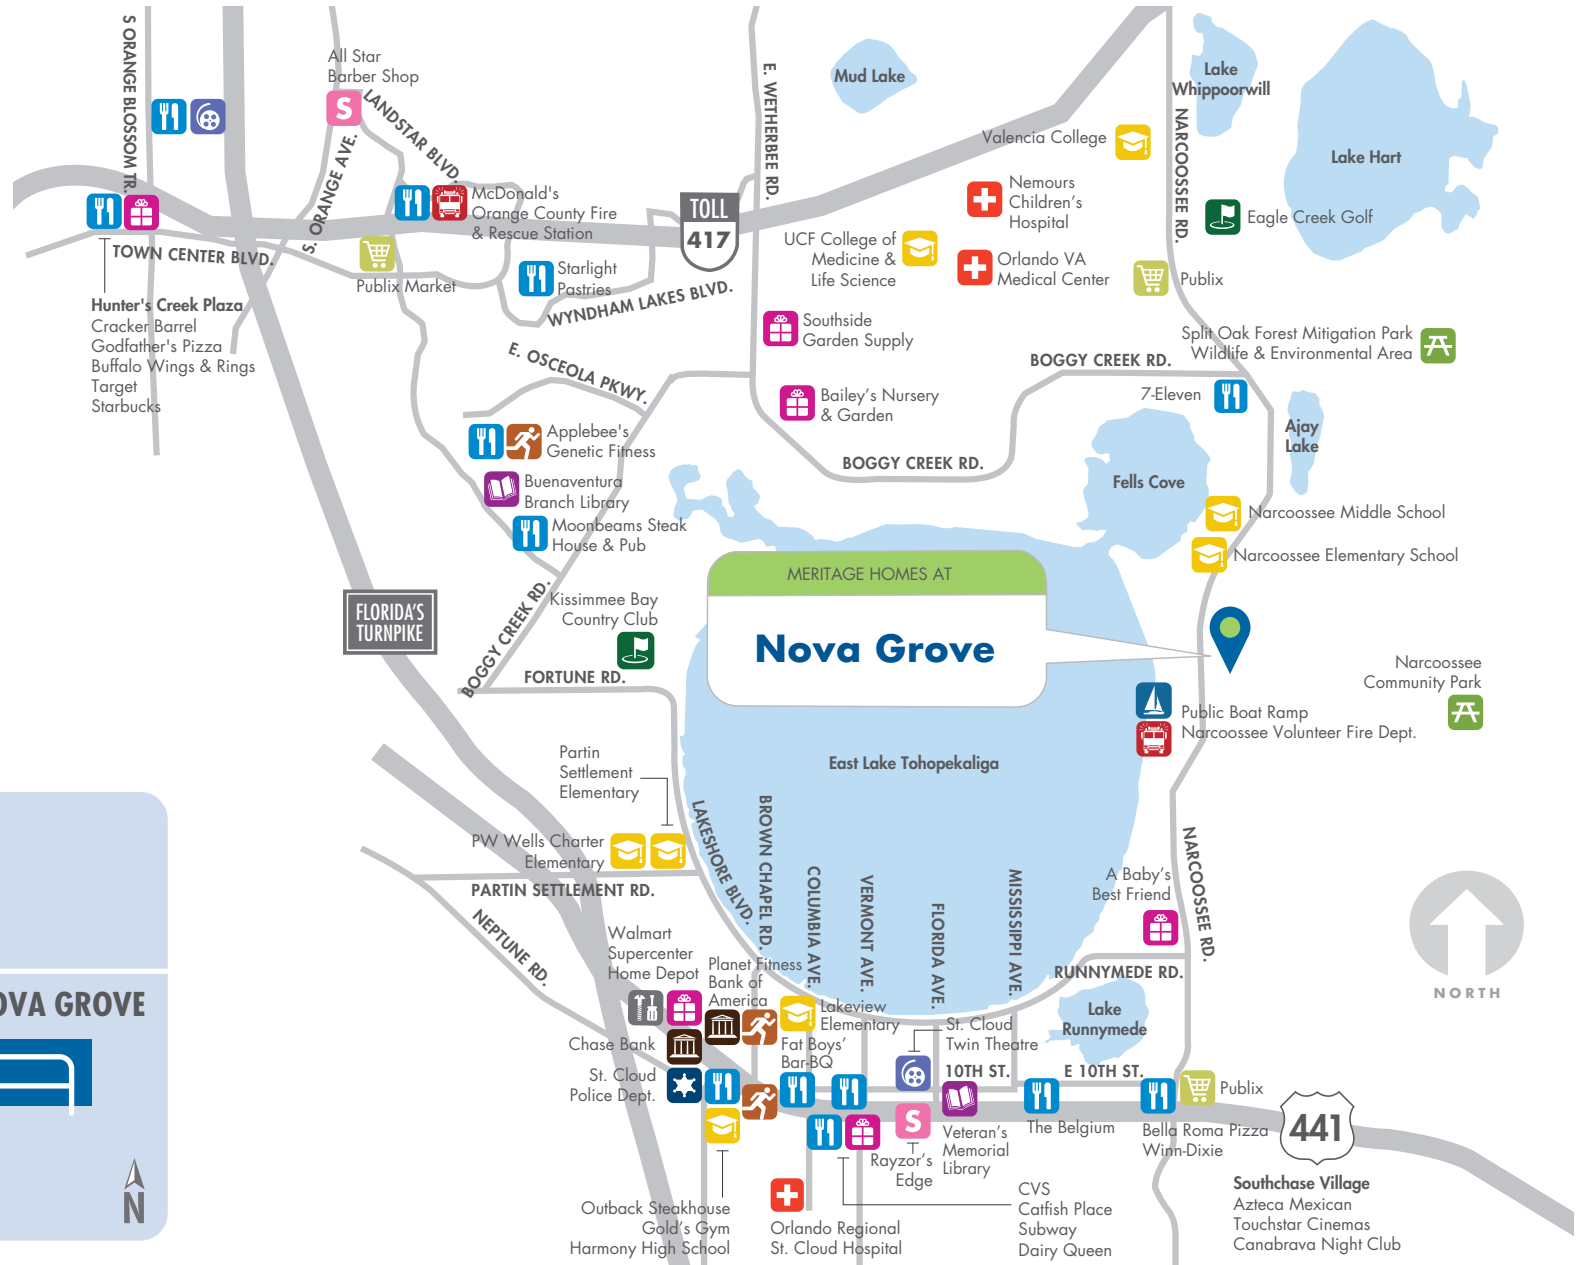 S ORANGE BLOSSOM TR.
All Star
Barber Shop
S
LANDSTAR BLVD.
S. ORANGE AVE.
E. WETHERBEE RD.
Mud Lake
Lake
Whippoorwill
Lake Hart
NARCOOSSEE RD.
Valencia College
McDonald's
Orange County Fire
& Rescue Station
TOLL
417
Nemours
Children's
Hospital
Eagle Creek Golf
UCF College of
Medicine &
Life Science
Orlando VA
Medical Center
Publix
TOWN CENTER BLVD.
Publix Market
Starlight
Pastries
WYNDHAM LAKES BLVD.
Hunter's Creek Plaza
Cracker Barrel
Godfather's Pizza
Buffalo Wings & Rings
Target
Starbucks
Southside
Garden Supply
Split Oak Forest Mitigation Park
Wildlife & Environmental Area
BOGGY CREEK RD.
7-Eleven
E. OSCEOLA PKWY.
Bailey's Nursery
& Garden
Ajay
Lake
Applebee's
Genetic Fitness
BOGGY CREEK RD.
Fells Cove
Buenaventura
Branch Library
Moonbeams Steak
House & Pub
Narcoossee Middle School
Narcoossee Elementary School
MERITAGE HOMES AT
Nova Grove
FLORIDA'S
TURNPIKE
BOGGY CREEK RD.
Kissimmee Bay
Country Club
FORTUNE RD.
Narcoossee
Community Park
Public Boat Ramp
Narcoossee Volunteer Fire Dept.
East Lake Tohopekaliga
Partin
Settlement
Elementary
PW Wells Charter
Elementary
PARTIN SETTLEMENT RD.
NEPTUNE RD.
LAKESHORE BLVD.
BROWN CHAPEL RD.
COLUMBIA AVE.
VERMONT AVE.
FLORIDA AVE.
MISSISSIPPI AVE.
NARCOOSSEE RD.
A Baby's
Best Friend
RUNNYMEDE RD.
Lake
Runnymede
NORTH
Walmart
Supercenter
Home Depot
Planet Fitness
Bank of
America
Lakeview
Elementary
Fat Boys'
Bar-BQ
St. Cloud
Twin Theatre
Chase Bank
St. Cloud
Police Dept.
10TH ST.
E 10TH ST.
Publix
441
S
Rayzor's
Edge
Veteran's
Memorial
Library
The Belgium
Bella Roma Pizza
Winn-Dixie
Outback Steakhouse
Gold's Gym
Harmony High School
Orlando Regional
St. Cloud Hospital
CVS
Catfish Place
Subway
Dairy Queen
Southchase Village
Azteca Mexican
Touchstar Cinemas
Canabrava Night Club
OVA GROVE
N